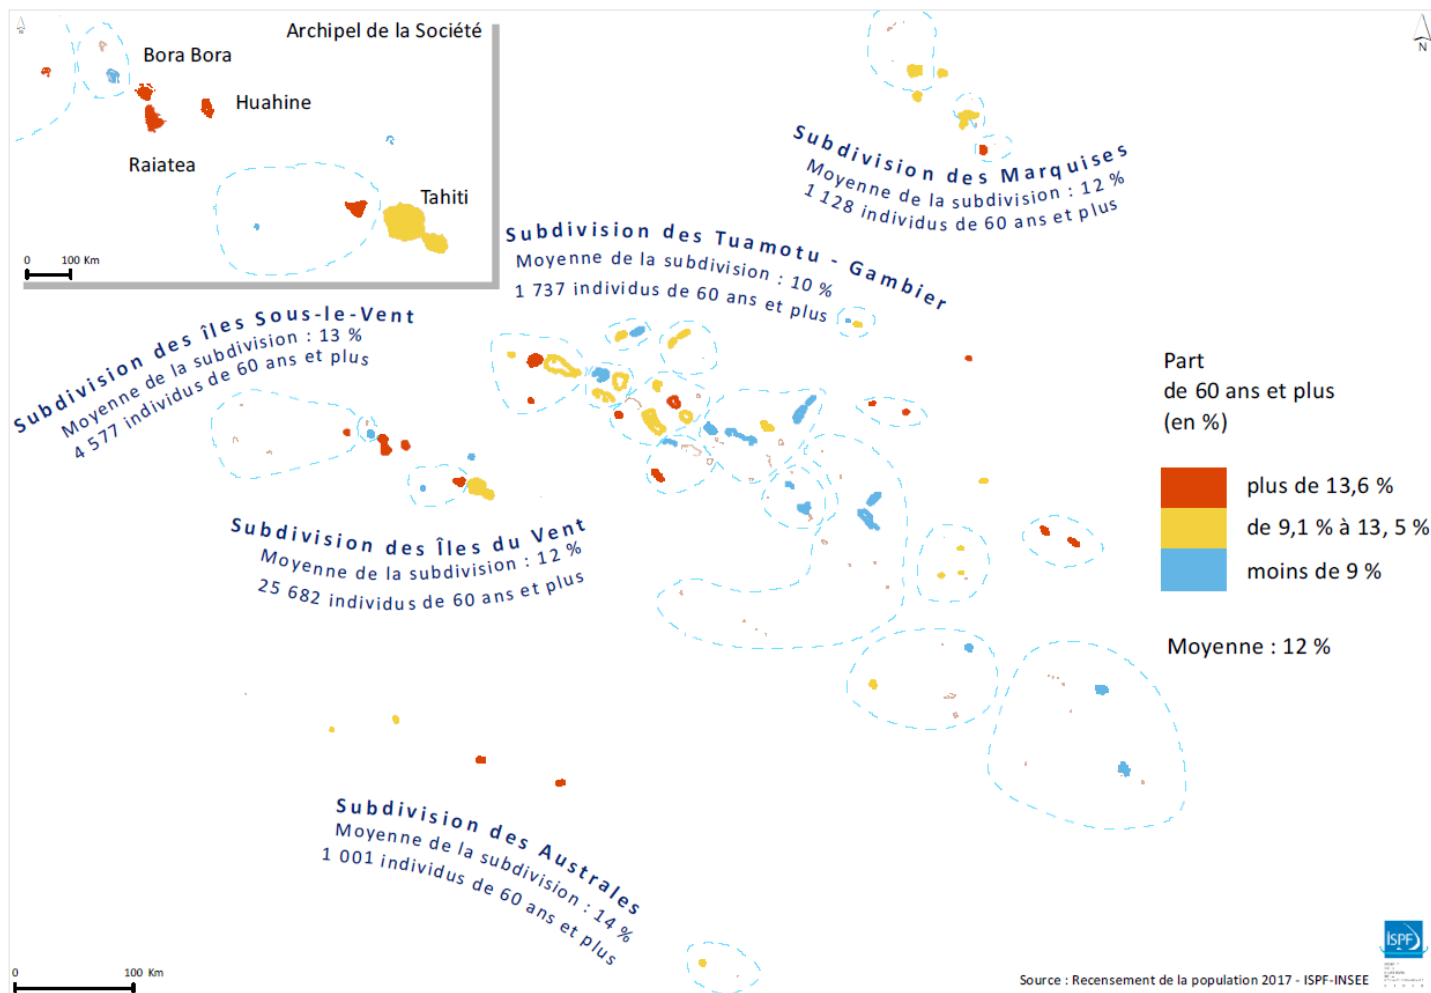 Archipel de la Société
Bora Bora
Huahine
Raiatea
Tahiti
0 100 Km
N
Subdivision des Marquises
Moyenne de la subdivision : 12 %
1 128 individus de 60 ans et plus
Subdivision des Tuamotu - Gambier
Moyenne de la subdivision : 10 %
1 737 individus de 60 ans et plus
Subdivision des îles Sous-le-Vent
Moyenne de la subdivision : 13 %
4 577 individus de 60 ans et plus
Subdivision des Îles du Vent
Moyenne de la subdivision : 12 %
25 682 individus de 60 ans et plus
Part
de 60 ans et plus
(en %)
plus de 13,6 %
de 9,1 % à 13, 5 %
moins de 9 %
Moyenne : 12 %
Subdivision des Australes
Moyenne de la subdivision : 14 %
1 001 individus de 60 ans et plus
0 100 Km
Source : Recensement de la population 2017 - ISPF-INSEE
ISPF